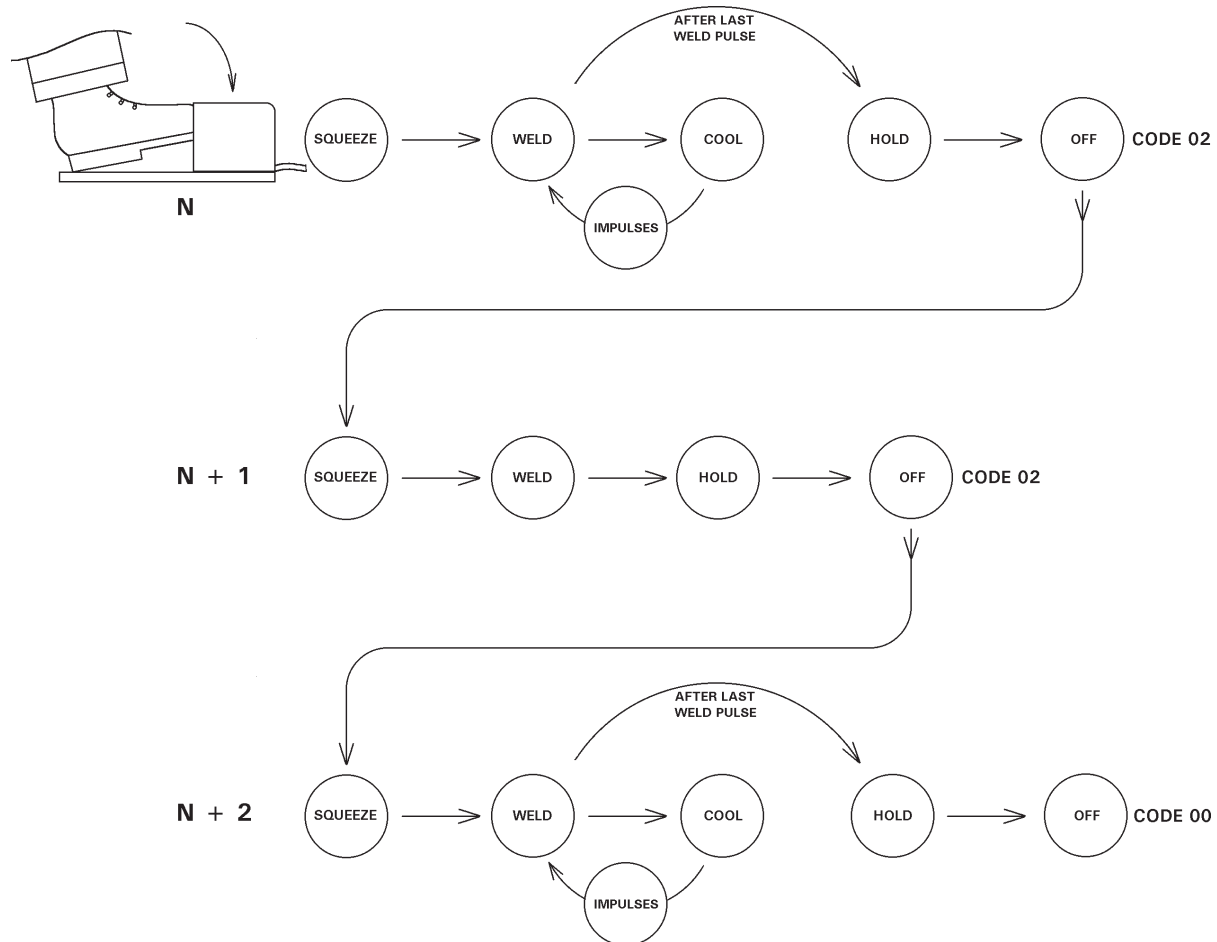 AFTER LAST
WELD PULSE
SQUEEZE
WELD
COOL
HOLD
OFF
CODE 02
IMPULSES
N
N + 1
SQUEEZE
WELD
HOLD
OFF
CODE 02
AFTER LAST
WELD PULSE
N + 2
SQUEEZE
WELD
COOL
HOLD
OFF
CODE 00
IMPULSES